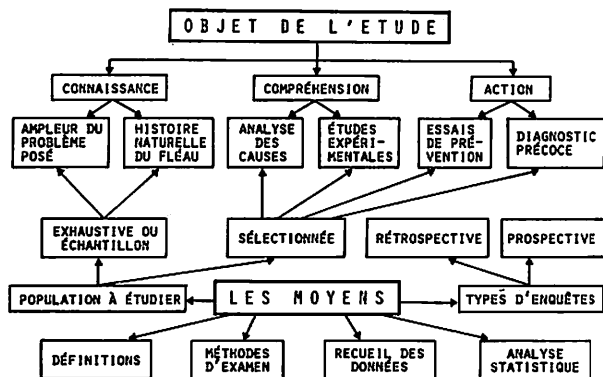 OBJET DE L'ETUDE
CONNAISSANCE
COMPRÉHENSION
ACTION
AMPLEUR DU
PROBLÈME
POSÉ
HISTOIRE
NATURELLE
DU FLÉAU
ANALYSE
DES
CAUSES
ÉTUDES
EXPÉRI-
MENTALES
ESSAIS
DE PRÉ-
VENTION
DIAGNOSTIC
PRÉCOCE
EXHAUSTIVE OU
ÉCHANTILLON
SÉLECTIONNÉE
RÉTROSPECTIVE
PROSPECTIVE
POPULATION À ÉTUDIER
LES MOYENS
TYPES D'ENQUÊTES
DÉFINITIONS
MÉTHODES
D'EXAMEN
RECUEIL DES
DONNÉES
ANALYSE
STATISTIQUE